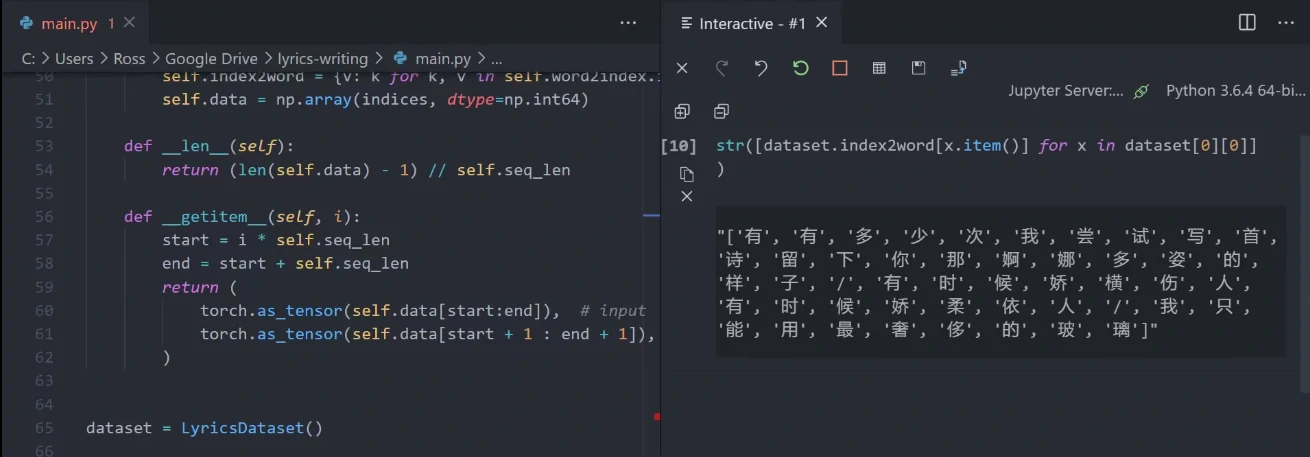 main.py 1
C: > Users > Ross > Google Drive > lyrics-writing > main.py > ...
50 self.index2word = {v: k for k, v in self.word2index.
51 self.data = np.array(indices, dtype=np.int64)
52
53 def __len__(self):
54 return (len(self.data) - 1) // self.seq_len
55
56 def __getitem__(self, i):
57 start = i * self.seq_len
58 end = start + self.seq_len
59 return (
60 torch.as_tensor(self.data[start:end]), # input
61 torch.as_tensor(self.data[start + 1 : end + 1]),
62 )
63
64
65 dataset = LyricsDataset()
66
Interactive - #1
Jupyter Server:... Python 3.6.4 64-bi...
[10] str([dataset.index2word[x.item()] for x in dataset[0][0]]
)
"['有', '有', '多', '少', '次', '我', '尝', '试', '写', '首',
'诗', '留', '下', '你', '那', '婀', '娜', '多', '姿', '的',
'样', '子', '/', '有', '时', '候', '娇', '横', '伤', '人',
'有', '时', '候', '娇', '柔', '依', '人', '/', '我', '只',
'能', '用', '最', '奢', '侈', '的', '玻', '璃']"